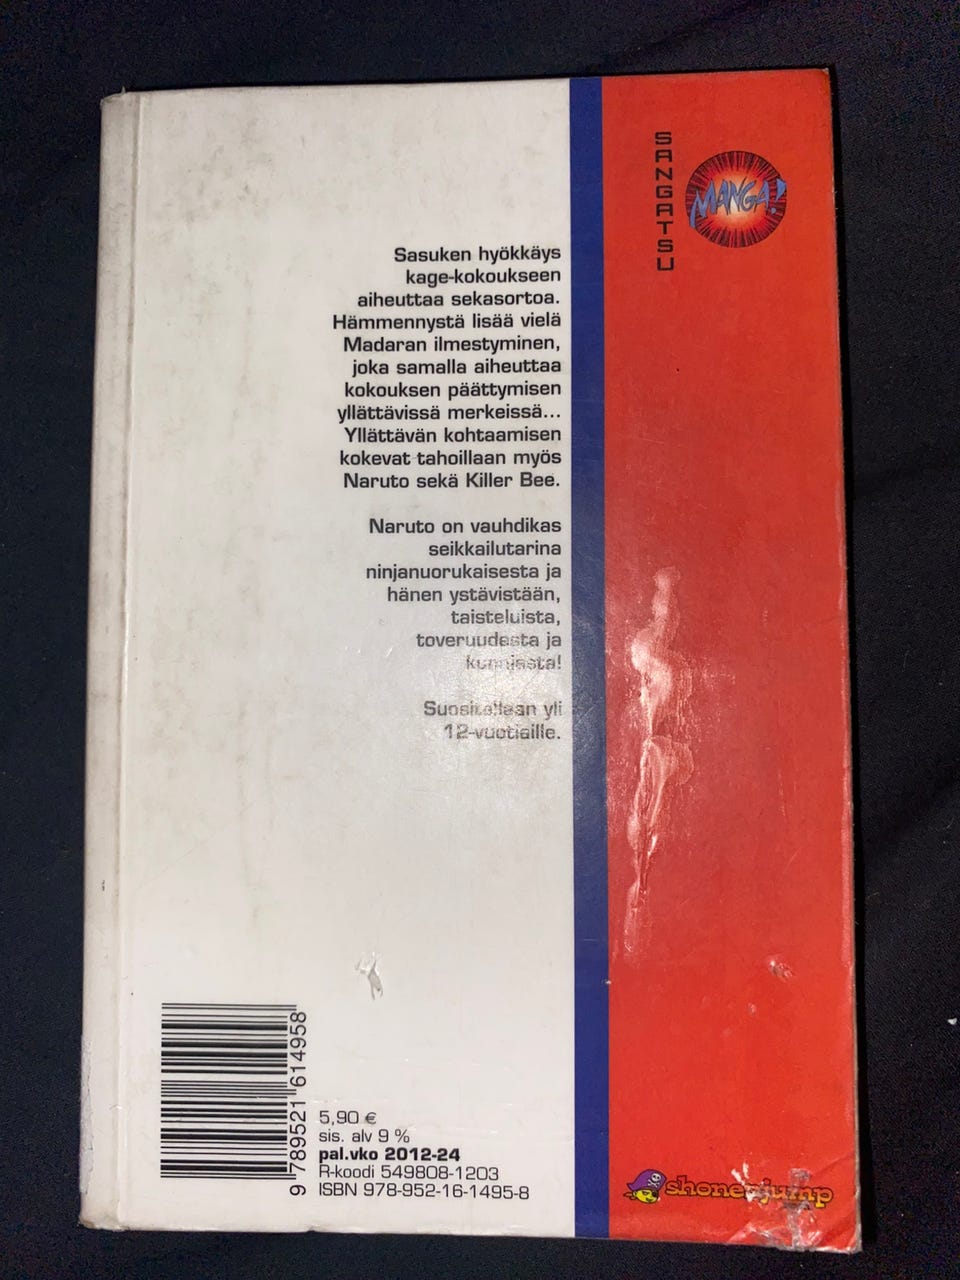 SANGATSU
MANGA!
Sasuken hyökkäys
kage-kokoukseen
aiheuttaa sekasortoa.
Hämmennystä lisää vielä
Madaran ilmestyminen,
joka samalla aiheuttaa
kokouksen päättymisen
yllättävissä merkeissä...
Yllättävän kohtaamisen
kokevat tahoillaan myös
Naruto sekä Killer Bee.
Naruto on vauhdikas
seikkailutarina
ninjanuorukaisesta ja
hänen ystävistään,
taisteluista,
toveruudesta ja
kunniasta!
Suositellaan yli
12-vuotiaille.
9 789521 614958
5,90 €
sis. alv 9 %
pal.vko 2012-24
R-koodi 549808-1203
ISBN 978-952-16-1495-8
shonenjump